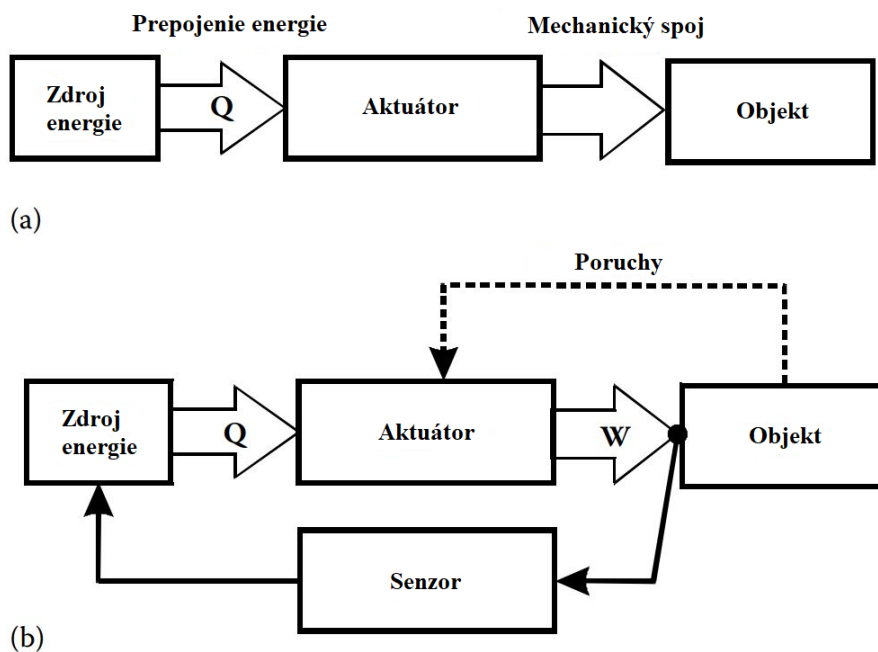 Prepojenie energie
Mechanický spoj
Zdroj
energie
Q
Aktuátor
Objekt
(a)
Poruchy
Zdroj
energie
Q
Aktuátor
W
Objekt
Senzor
(b)